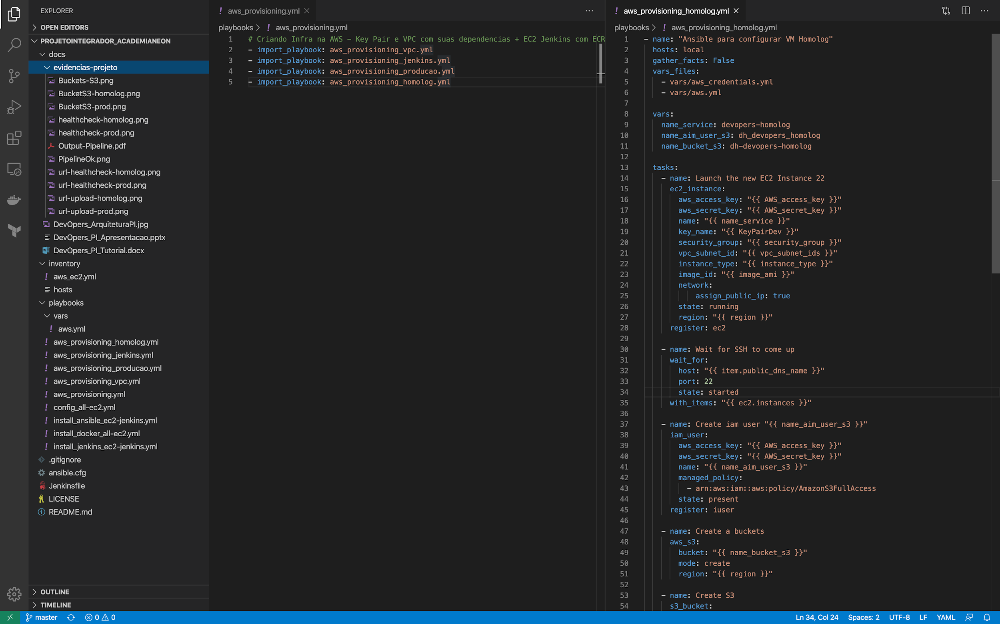 EXPLORER
OPEN EDITORS
PROJETOINTEGRADOR_ACADEMIANEON
docs
evidencias-projeto
Buckets-S3.png
BucketS3-homolog.png
BucketS3-prod.png
healthcheck-homolog.png
healthcheck-prod.png
Output-Pipeline.pdf
PipelineOk.png
url-healthcheck-homolog.png
url-healthcheck-prod.png
url-upload-homolog.png
url-upload-prod.png
DevOpers_ArquiteturaPI.jpg
DevOpers_PI_Apresentacao.pptx
DevOpers_PI_Tutorial.docx
inventory
! aws_ec2.yml
hosts
playbooks
vars
! aws.yml
! aws_provisioning_homolog.yml
! aws_provisioning_jenkins.yml
! aws_provisioning_producao.yml
! aws_provisioning_vpc.yml
! aws_provisioning.yml
! config_all-ec2.yml
! install_ansible_ec2-jenkins.yml
! install_docker_all-ec2.yml
! install_jenkins_ec2-jenkins.yml
.gitignore
ansible.cfg
Jenkinsfile
LICENSE
README.md
OUTLINE
TIMELINE
! aws_provisioning.yml
playbooks > ! aws_provisioning.yml
1 # Criando Infra na AWS - Key Pair e VPC com suas dependencias + EC2 Jenkins com ECR
2 - import_playbook: aws_provisioning_vpc.yml
3 - import_playbook: aws_provisioning_jenkins.yml
4 - import_playbook: aws_provisioning_producao.yml
5 - import_playbook: aws_provisioning_homolog.yml
! aws_provisioning_homolog.yml
playbooks > ! aws_provisioning_homolog.yml
1 - name: "Ansible para configurar VM Homolog"
2 hosts: local
3 gather_facts: False
4 vars_files:
5 - vars/aws_credentials.yml
6 - vars/aws.yml
7
8 vars:
9 name_service: devopers-homolog
10 name_aim_user_s3: dh_devopers_homolog
11 name_bucket_s3: dh-devopers-homolog
12
13 tasks:
14 - name: Launch the new EC2 Instance 22
15 ec2_instance:
16 aws_access_key: "{{ AWS_access_key }}"
17 aws_secret_key: "{{ AWS_secret_key }}"
18 name: "{{ name_service }}"
19 key_name: "{{ KeyPairDev }}"
20 security_group: "{{ security_group }}"
21 vpc_subnet_id: "{{ vpc_subnet_ids }}"
22 instance_type: "{{ instance_type }}"
23 image_id: "{{ image_ami }}"
24 network:
25 assign_public_ip: true
26 state: running
27 region: "{{ region }}"
28 register: ec2
29
30 - name: Wait for SSH to come up
31 wait_for:
32 host: "{{ item.public_dns_name }}"
33 port: 22
34 state: started
35 with_items: "{{ ec2.instances }}"
36
37 - name: Create iam user "{{ name_aim_user_s3 }}"
38 iam_user:
39 aws_access_key: "{{ AWS_access_key }}"
40 aws_secret_key: "{{ AWS_secret_key }}"
41 name: "{{ name_aim_user_s3 }}"
42 managed_policy:
43 - arn:aws:iam::aws:policy/AmazonS3FullAccess
44 state: present
45 register: iuser
46
47 - name: Create a buckets
48 aws_s3:
49 bucket: "{{ name_bucket_s3 }}"
50 mode: create
51 region: "{{ region }}"
52
53 - name: Create S3
54 s3_bucket:
master 0 0 Ln 34, Col 24 Spaces: 2 UTF-8 LF YAML